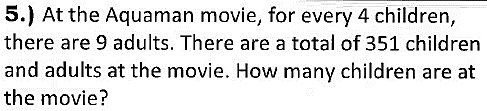 5.) At the Aquaman movie, for every 4 children,
there are 9 adults. There are a total of 351 children
and adults at the movie. How many children are at
the movie?